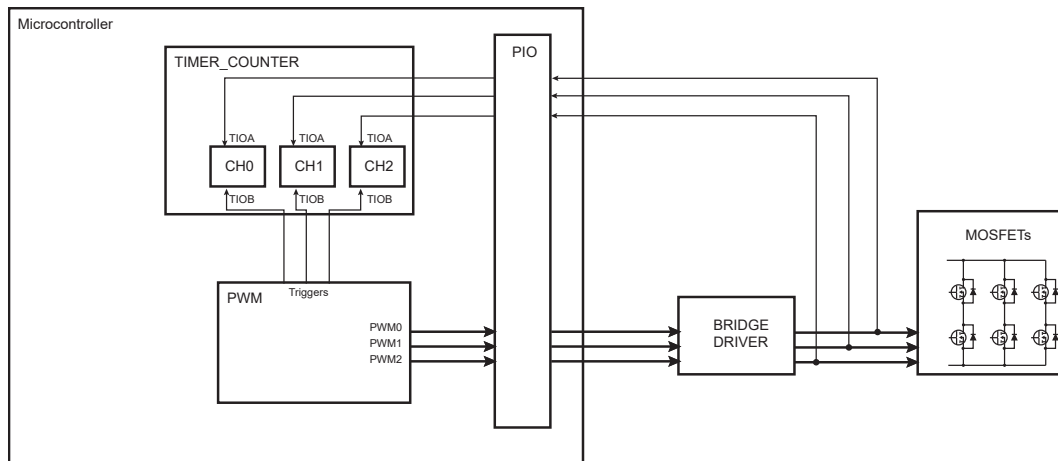 Microcontroller
PIO
TIMER_COUNTER
TIOA TIOA TIOA
CH0 CH1 CH2
TIOB TIOB TIOB
MOSFETs
Triggers
PWM
PWM0
PWM1
PWM2
BRIDGE
DRIVER